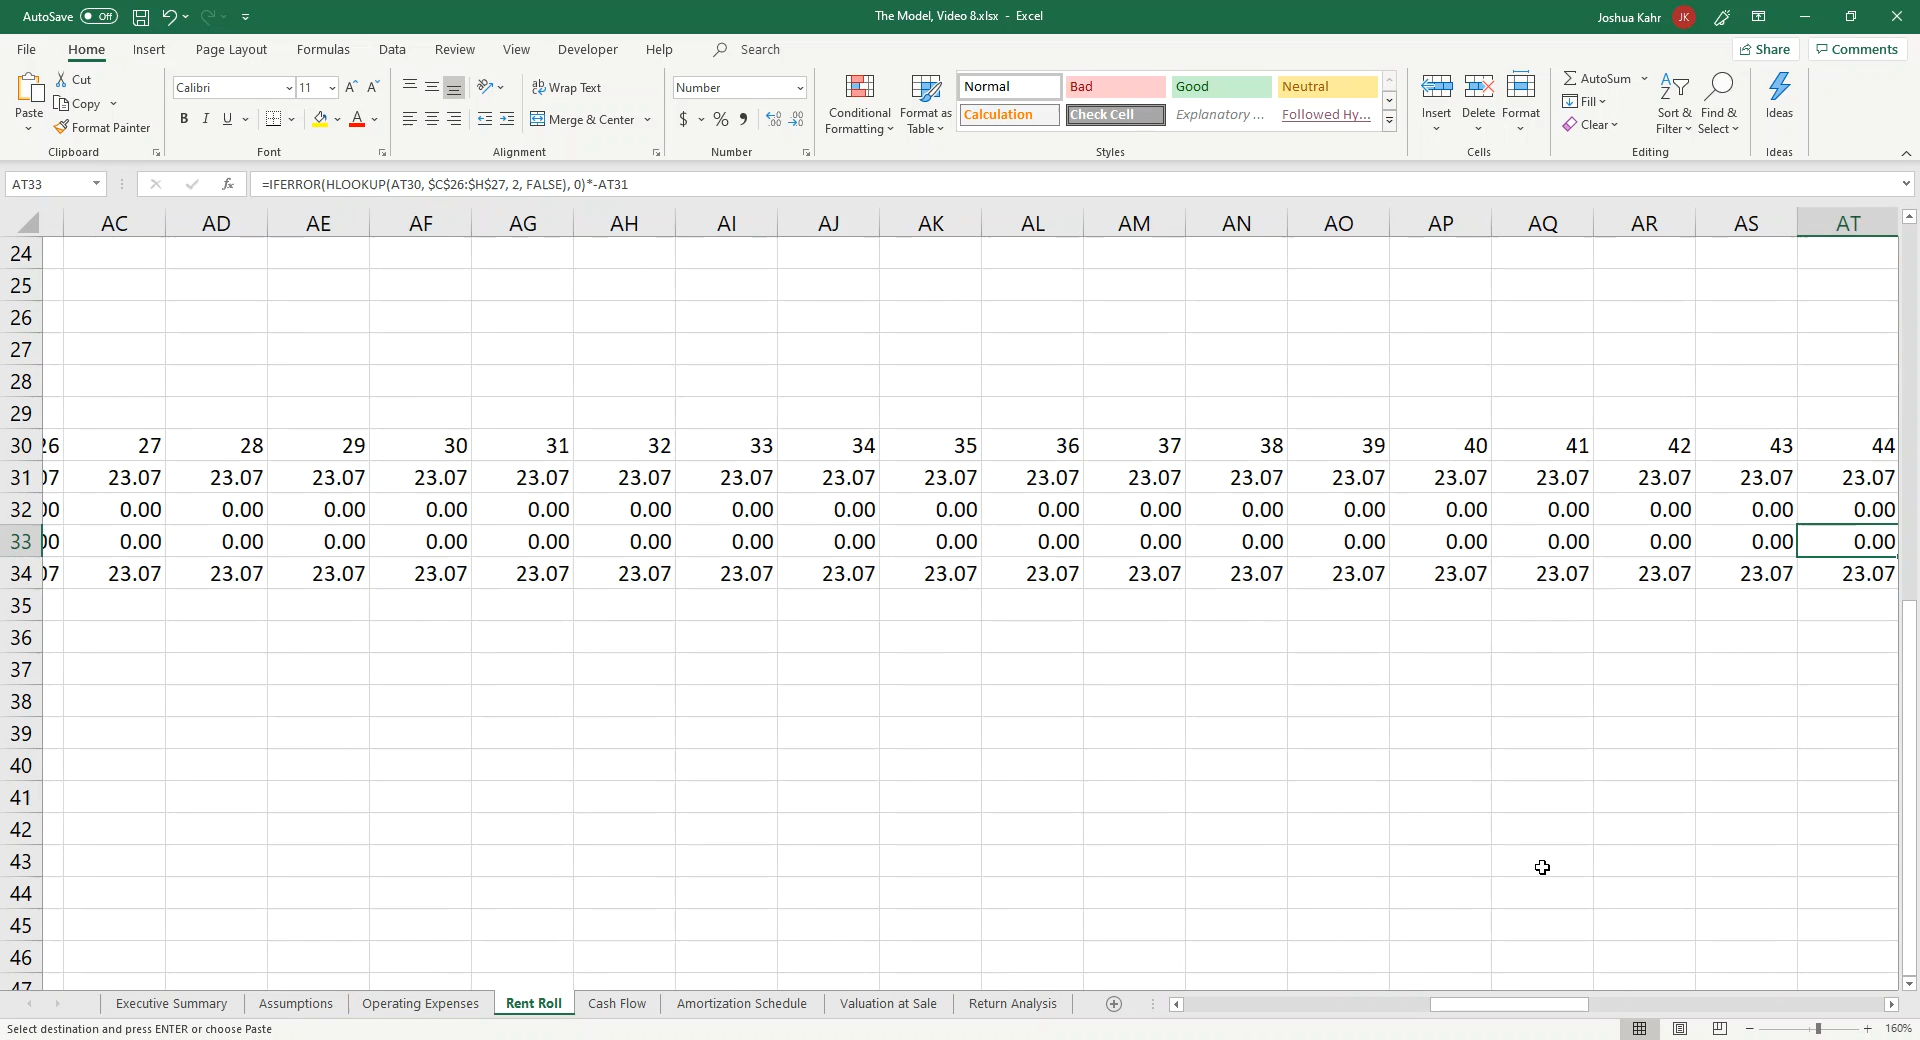 AutoSave Off The Model, Video 8.xlsx - Excel Joshua Kahr JK
File Home Insert Page Layout Formulas Data Review View Developer Help Search Share Comments
Paste Cut Copy Format Painter Clipboard
Calibri 11 B I U A Font
Wrap Text Merge & Center Alignment
Number $ % Number
Conditional Formatting Format as Table Normal Bad Good Neutral
Calculation Check Cell Explanatory ... Followed Hy... Styles
Insert Delete Format Cells
AutoSum Fill Clear Sort & Filter Find & Select Editing
Ideas Ideas
AT33 fx =IFERROR(HLOOKUP(AT30, $C$26:$H$27, 2, FALSE), 0)*-AT31
AC AD AE AF AG AH AI AJ AK AL AM AN AO AP AQ AR AS AT
24
25
26
27
28
29
30 26 27 28 29 30 31 32 33 34 35 36 37 38 39 40 41 42 43 44
31 07 23.07 23.07 23.07 23.07 23.07 23.07 23.07 23.07 23.07 23.07 23.07 23.07 23.07 23.07 23.07 23.07 23.07 23.07
32 00 0.00 0.00 0.00 0.00 0.00 0.00 0.00 0.00 0.00 0.00 0.00 0.00 0.00 0.00 0.00 0.00 0.00 0.00
33 00 0.00 0.00 0.00 0.00 0.00 0.00 0.00 0.00 0.00 0.00 0.00 0.00 0.00 0.00 0.00 0.00 0.00 0.00
34 07 23.07 23.07 23.07 23.07 23.07 23.07 23.07 23.07 23.07 23.07 23.07 23.07 23.07 23.07 23.07 23.07 23.07 23.07
35
36
37
38
39
40
41
42
43
44
45
46
47
Executive Summary Assumptions Operating Expenses Rent Roll Cash Flow Amortization Schedule Valuation at Sale Return Analysis
Select destination and press ENTER or choose Paste 160%